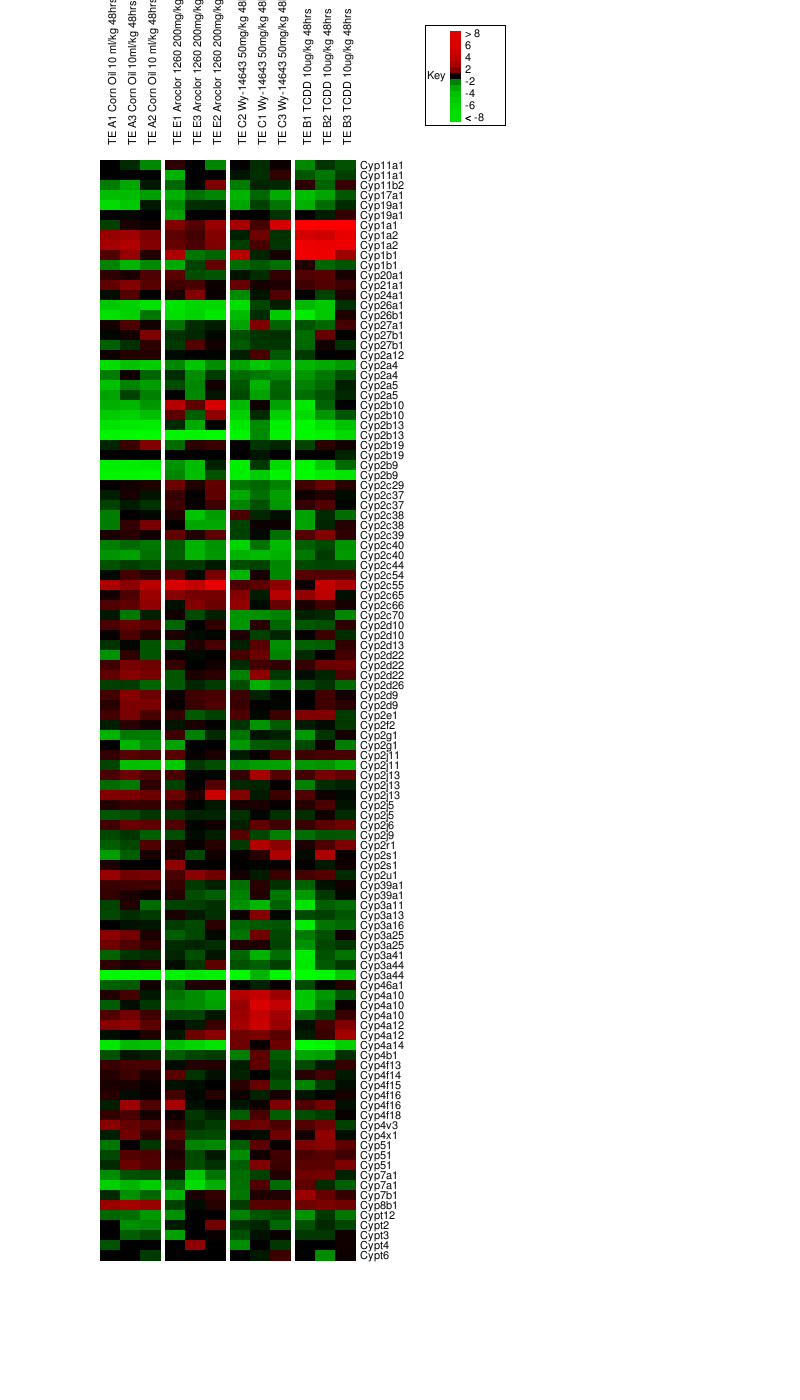 TE A1 Corn Oil 10 ml/kg 48hrs
TE A3 Corn Oil 10ml/kg 48hrs
TE A2 Corn Oil 10 ml/kg 48hrs
TE E1 Aroclor 1260 200mg/kg
TE E3 Aroclor 1260 200mg/kg
TE E2 Aroclor 1260 200mg/kg
TE C2 Wy-14643 50mg/kg
TE C1 Wy-14643 50mg/kg
TE C3 Wy-14643 50mg/kg
TE B1 TCDD 10ug/kg 48hrs
TE B2 TCDD 10ug/kg 48hrs
TE B3 TCDD 10ug/kg 48hrs
Key
> 8
6
4
2
-2
-4
-6
< -8
Cyp11a1
Cyp11a1
Cyp11b2
Cyp17a1
Cyp19a1
Cyp19a1
Cyp1a1
Cyp1a2
Cyp1a2
Cyp1b1
Cyp1b1
Cyp20a1
Cyp21a1
Cyp24a1
Cyp26a1
Cyp26b1
Cyp27a1
Cyp27b1
Cyp27b1
Cyp2a12
Cyp2a4
Cyp2a4
Cyp2a5
Cyp2a5
Cyp2b10
Cyp2b10
Cyp2b13
Cyp2b13
Cyp2b19
Cyp2b19
Cyp2b9
Cyp2b9
Cyp2c29
Cyp2c37
Cyp2c37
Cyp2c38
Cyp2c38
Cyp2c39
Cyp2c40
Cyp2c40
Cyp2c44
Cyp2c54
Cyp2c55
Cyp2c65
Cyp2c66
Cyp2c70
Cyp2d10
Cyp2d10
Cyp2d13
Cyp2d22
Cyp2d22
Cyp2d22
Cyp2d26
Cyp2d9
Cyp2d9
Cyp2e1
Cyp2f2
Cyp2g1
Cyp2g1
Cyp2j11
Cyp2j11
Cyp2j13
Cyp2j13
Cyp2j13
Cyp2j5
Cyp2j5
Cyp2j6
Cyp2j9
Cyp2r1
Cyp2s1
Cyp2s1
Cyp2u1
Cyp39a1
Cyp39a1
Cyp3a11
Cyp3a13
Cyp3a16
Cyp3a25
Cyp3a25
Cyp3a41
Cyp3a44
Cyp3a44
Cyp46a1
Cyp4a10
Cyp4a10
Cyp4a10
Cyp4a12
Cyp4a12
Cyp4a14
Cyp4b1
Cyp4f13
Cyp4f14
Cyp4f15
Cyp4f16
Cyp4f16
Cyp4f18
Cyp4v3
Cyp4x1
Cyp51
Cyp51
Cyp51
Cyp7a1
Cyp7a1
Cyp7b1
Cyp8b1
Cypt12
Cypt2
Cypt3
Cypt4
Cypt6